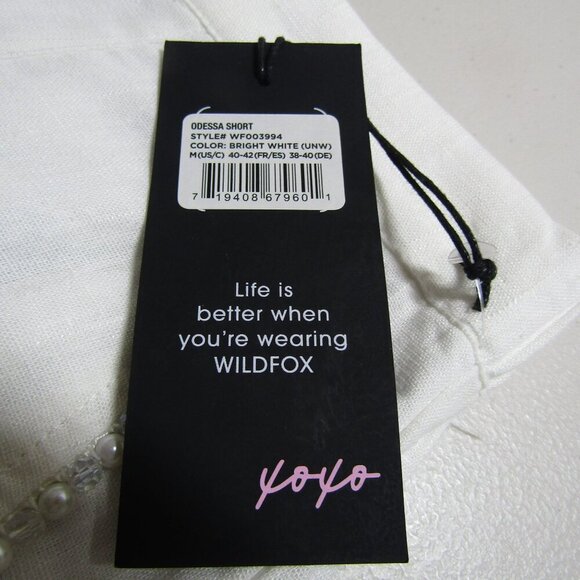 ODESSA SHORT
STYLE# WF003994
COLOR: BRIGHT WHITE (UNW)
M(US/C) 40-42(FR/ES) 38-40(DE)
7 19408 67960 1
Life is
better when
you're wearing
WILDFOX
xoxo